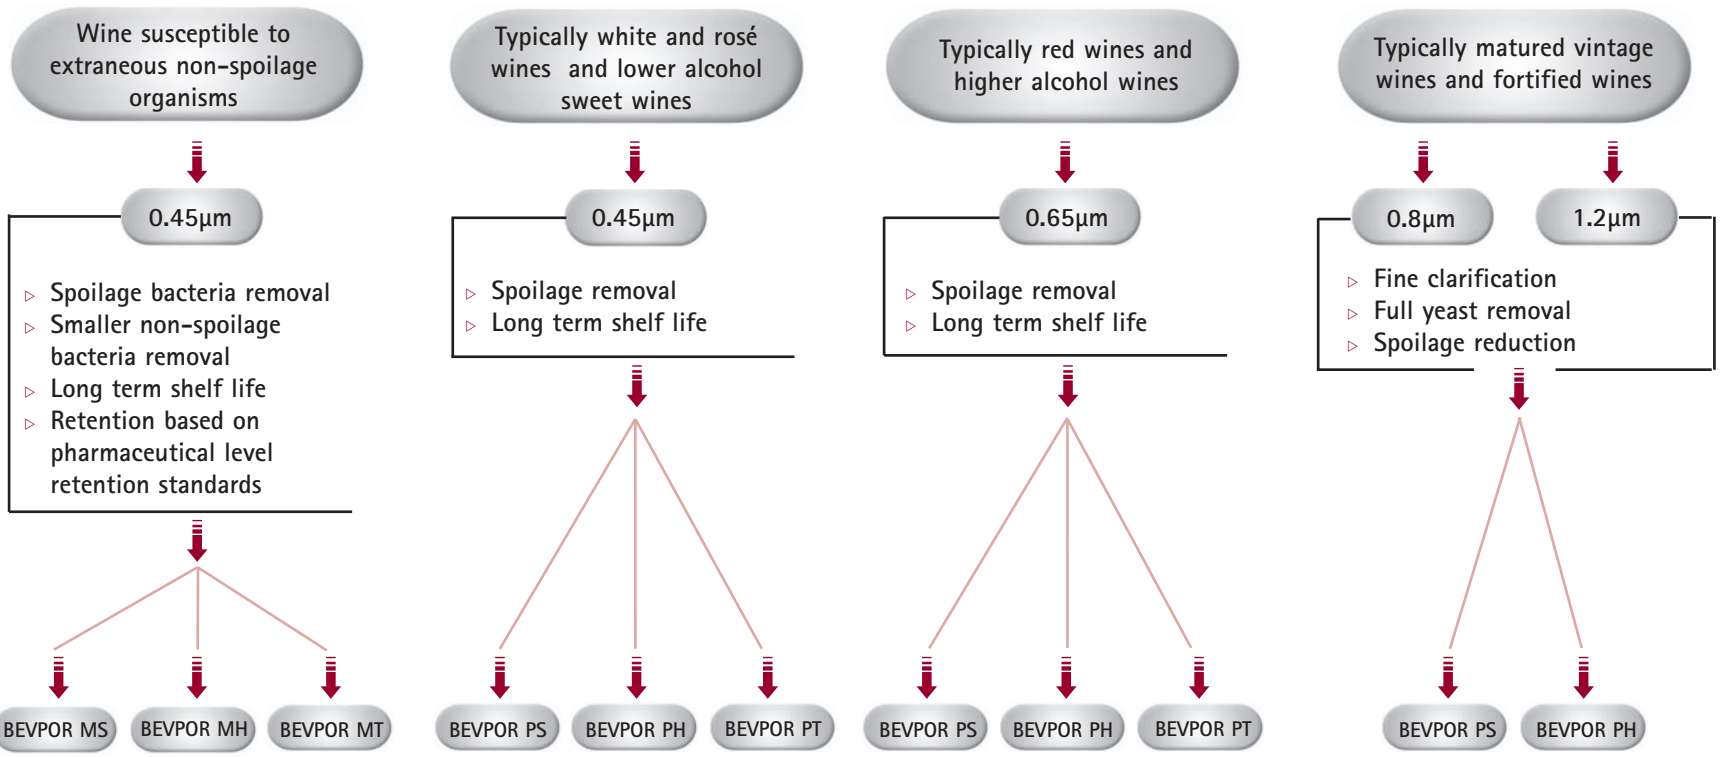 Wine susceptible to
extraneous non-spoilage
organisms
0.45µm
▹ Spoilage bacteria removal
▹ Smaller non-spoilage
bacteria removal
▹ Long term shelf life
▹ Retention based on
pharmaceutical level
retention standards
BEVPOR MS
BEVPOR MH
BEVPOR MT
Typically white and rosé
wines and lower alcohol
sweet wines
0.45µm
▹ Spoilage removal
▹ Long term shelf life
BEVPOR PS
BEVPOR PH
BEVPOR PT
Typically red wines and
higher alcohol wines
0.65µm
▹ Spoilage removal
▹ Long term shelf life
BEVPOR PS
BEVPOR PH
BEVPOR PT
Typically matured vintage
wines and fortified wines
0.8µm
1.2µm
▹ Fine clarification
▹ Full yeast removal
▹ Spoilage reduction
BEVPOR PS
BEVPOR PH